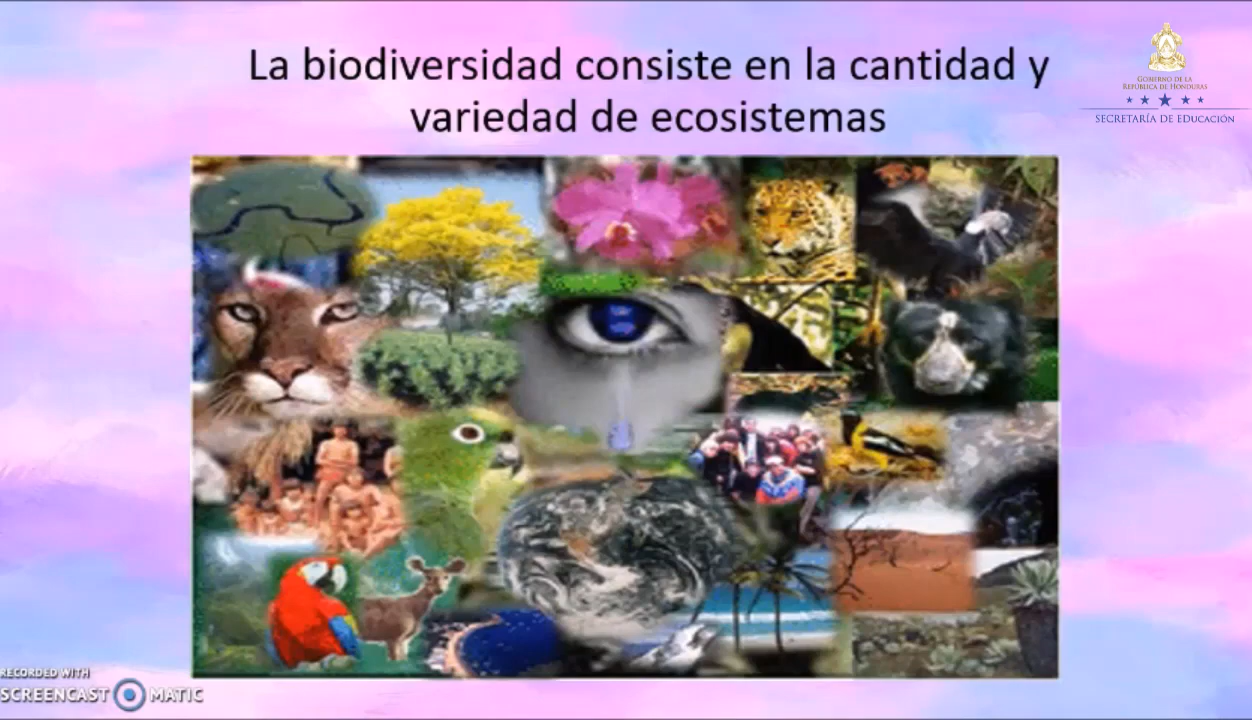 La biodiversidad consiste en la cantidad y
variedad de ecosistemas
GOBIERNO DE LA
REPÚBLICA DE HONDURAS
SECRETARÍA DE EDUCACIÓN
RECORDED WITH
SCREENCAST MATIC